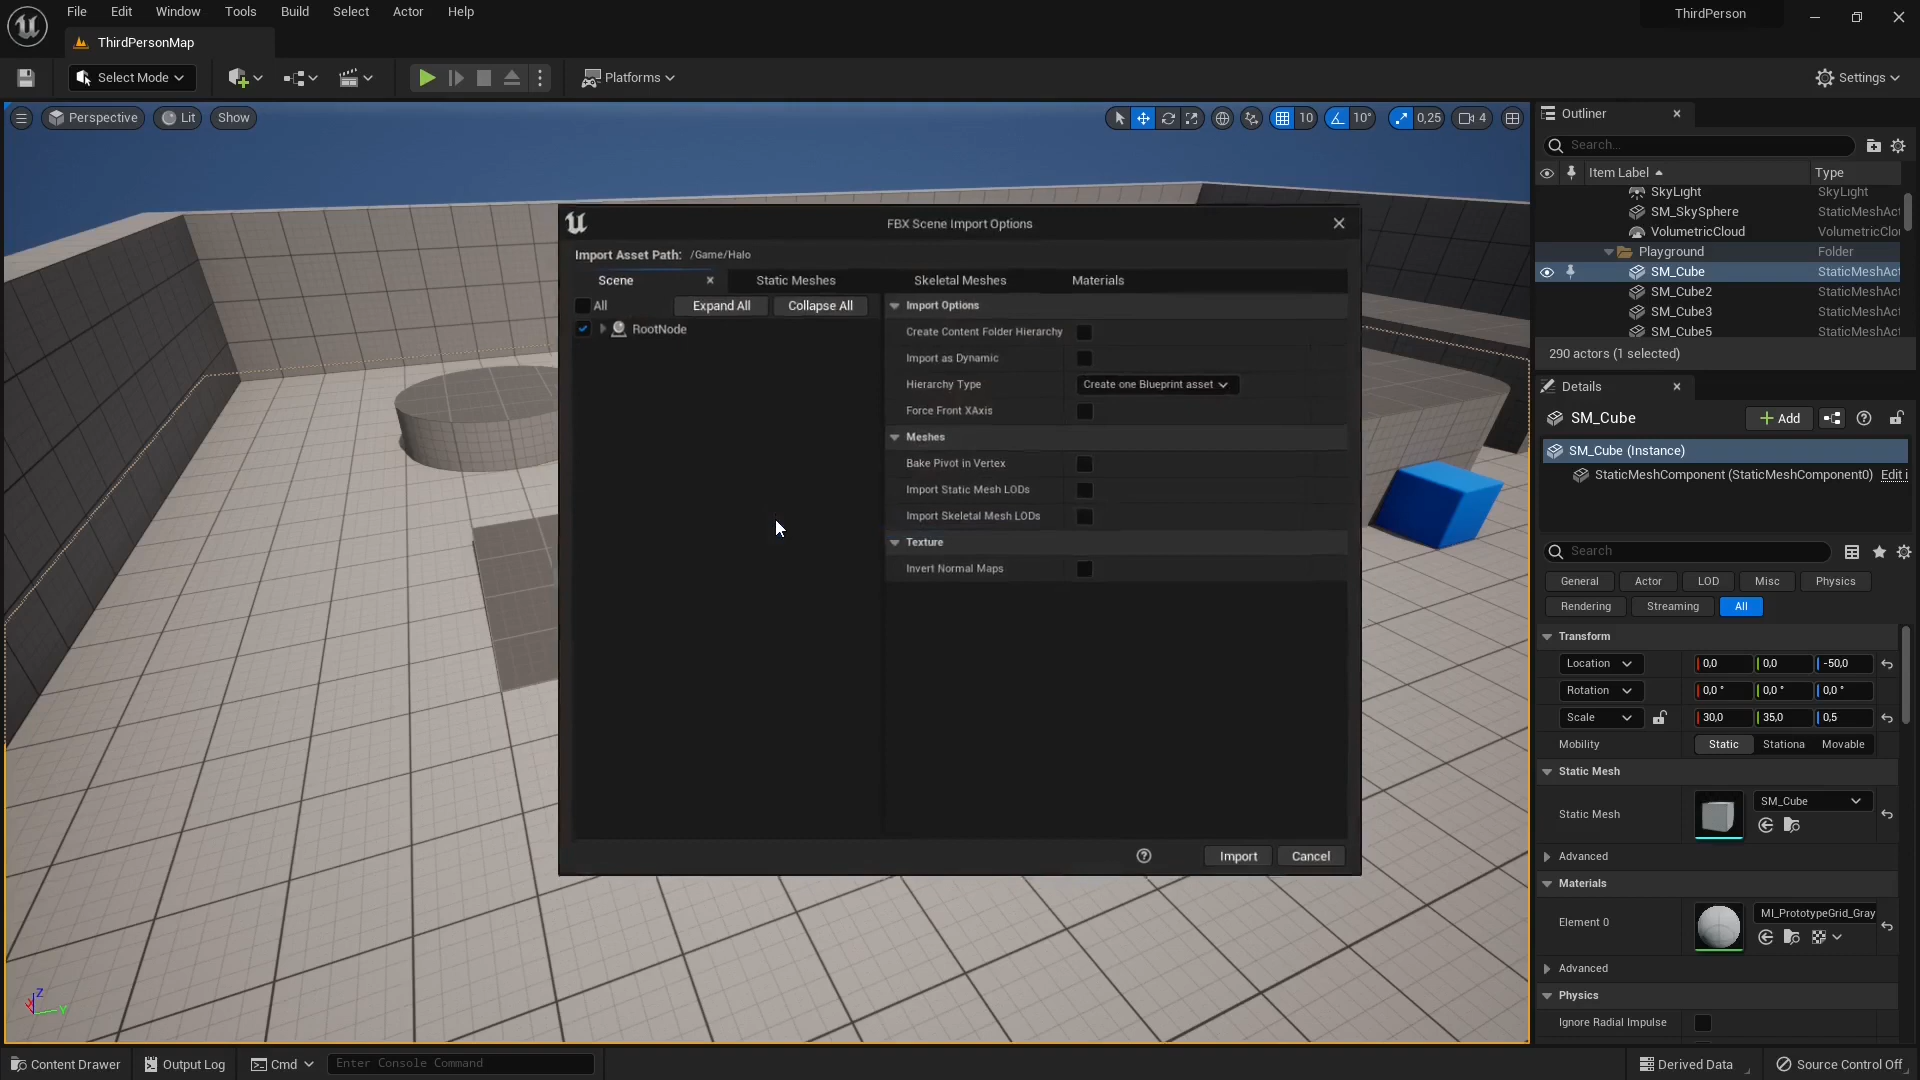 File Edit Window Tools Build Select Actor Help
ThirdPerson
ThirdPersonMap
Select Mode
Platforms
Settings
Perspective
Lit
Show
10
10°
0,25
4
FBX Scene Import Options
Import Asset Path: /Game/Halo
Scene
Static Meshes
Skeletal Meshes
Materials
All
Expand All
Collapse All
RootNode
Import Options
Create Content Folder Hierarchy
Import as Dynamic
Hierarchy Type
Create one Blueprint asset
Force Front XAxis
Meshes
Bake Pivot in Vertex
Import Static Mesh LODs
Import Skeletal Mesh LODs
Texture
Invert Normal Maps
Import
Cancel
Outliner
Search...
Item Label
Type
SkyLight SkyLight
SM_SkySphere StaticMeshAct
VolumetricCloud VolumetricClou
Playground Folder
SM_Cube StaticMeshAct
SM_Cube2 StaticMeshAct
SM_Cube3 StaticMeshAct
SM_Cube5 StaticMeshAct
290 actors (1 selected)
Details
SM_Cube
Add
SM_Cube (Instance)
StaticMeshComponent (StaticMeshComponent0) Edit i
Search
General Actor LOD Misc Physics
Rendering Streaming All
Transform
Location 0,0 0,0 -50,0
Rotation 0,0 ° 0,0 ° 0,0 °
Scale 30,0 35,0 0,5
Mobility Static Stationa Movable
Static Mesh
Static Mesh
SM_Cube
Advanced
Materials
Element 0
MI_PrototypeGrid_Gray
Advanced
Physics
Ignore Radial Impulse
Z
Y
Content Drawer
Output Log
Cmd
Enter Console Command
Derived Data
Source Control Off